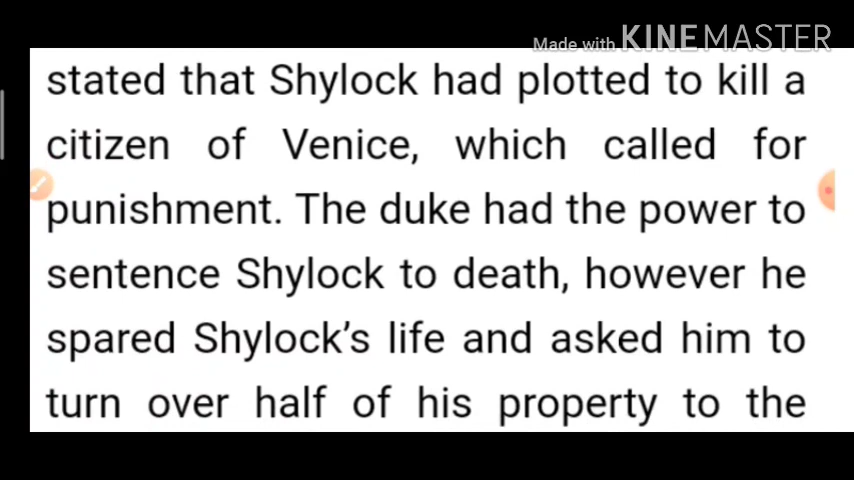 Made with KINEMASTER
stated that Shylock had plotted to kill a
citizen of Venice, which called for
punishment. The duke had the power to
sentence Shylock to death, however he
spared Shylock's life and asked him to
turn over half of his property to the